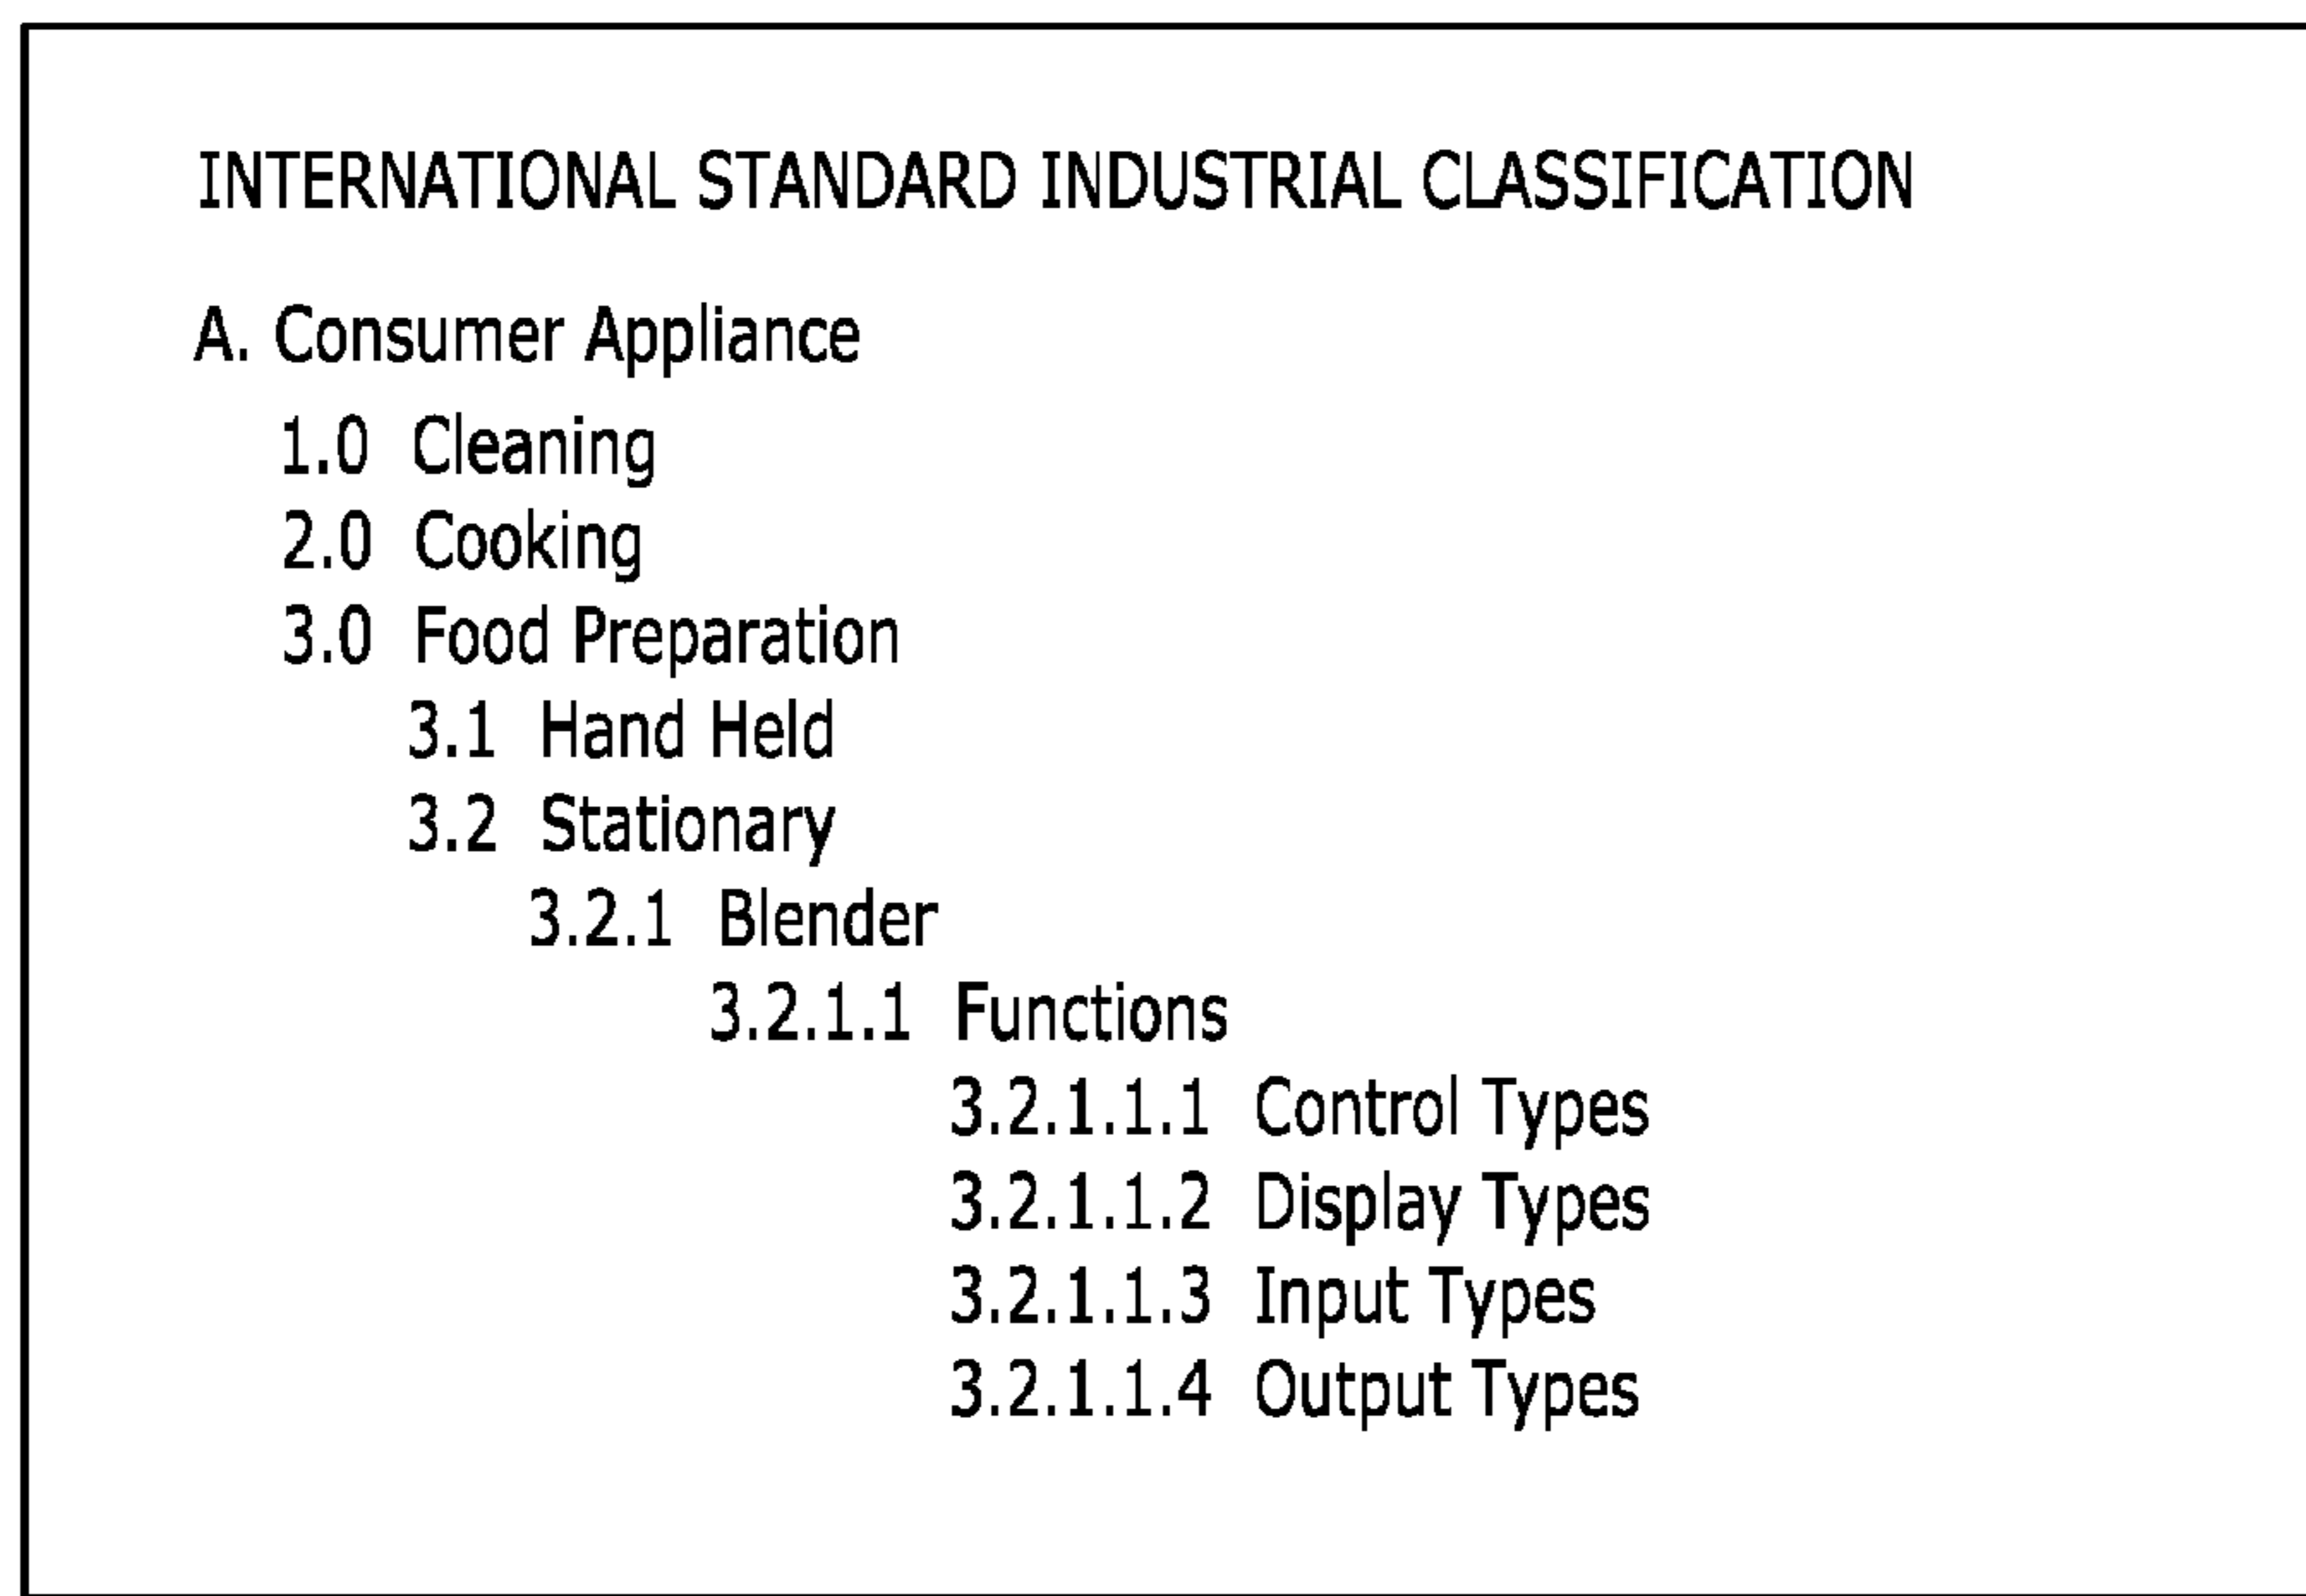 INTERNATIONAL STANDARD INDUSTRIAL CLASSIFICATION
A. Consumer Appliance
1.0 Cleaning
2.0 Cooking
3.0 Food Preparation
3.1 Hand Held
3.2 Stationary
3.2.1 Blender
3.2.1.1 Functions
3.2.1.1.1 Control Types
3.2.1.1.2 Display Types
3.2.1.1.3 Input Types
3.2.1.1.4 Output Types